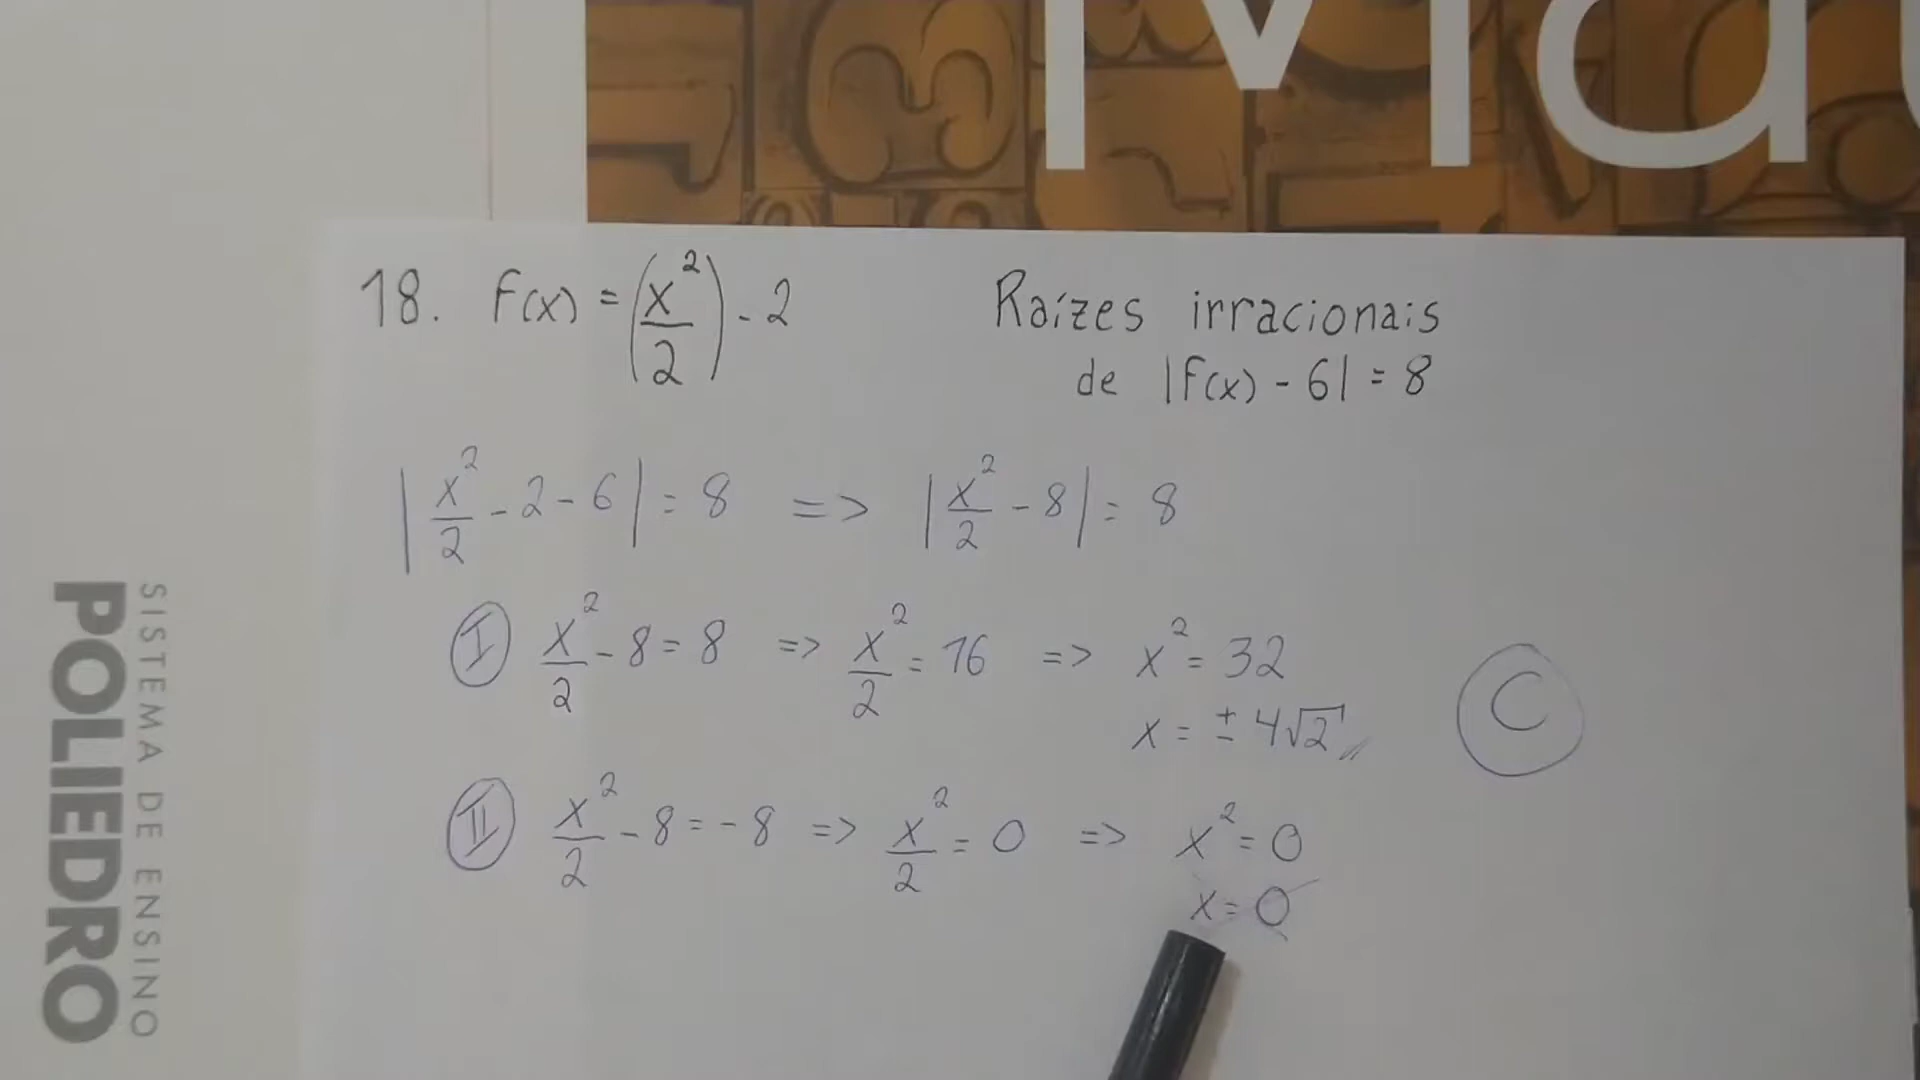 Mat
18. F(x) = (x²/2) - 2
Raízes irracionais
de |F(x) - 6| = 8
|x²/2 - 2 - 6| = 8 => |x²/2 - 8| = 8
I x²/2 - 8 = 8 => x²/2 = 16 => x² = 32
x = ± 4√2
C
II x²/2 - 8 = - 8 => x²/2 = 0 => x² = 0
x = 0
SISTEMA DE ENSINO
POLIEDRO